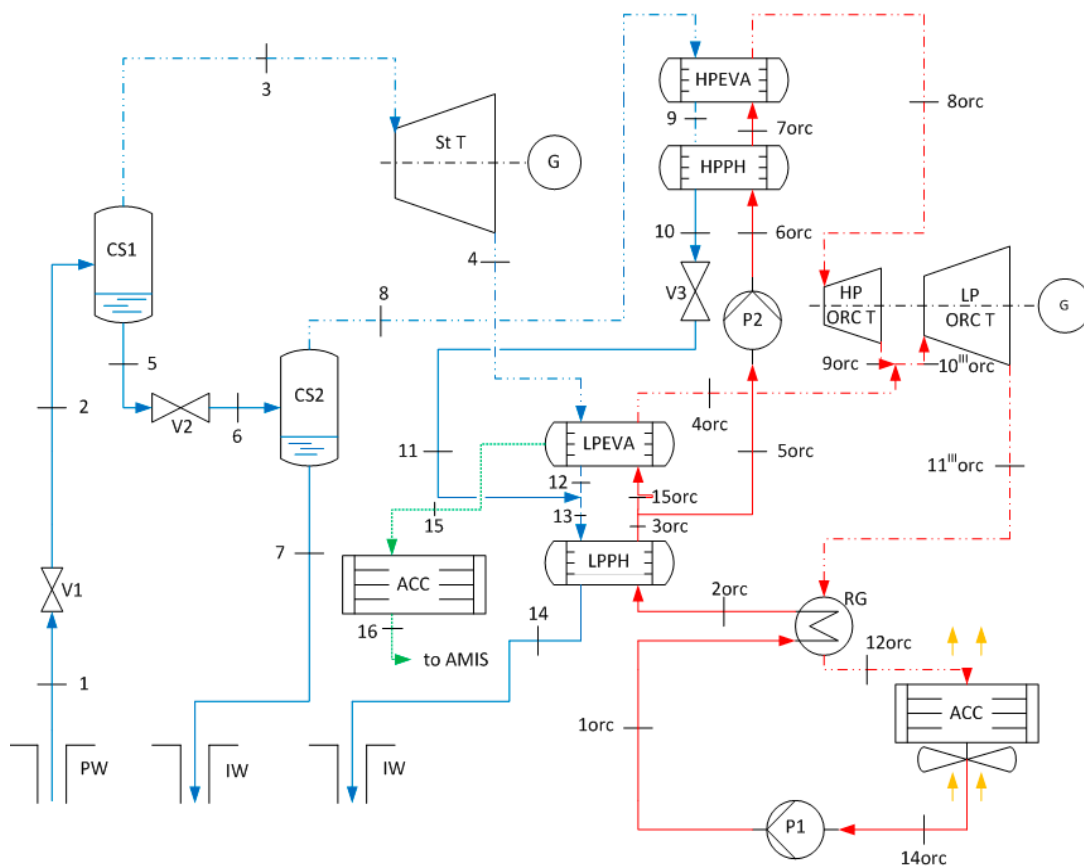 3
8orc
HPEVA
9
7orc
St T
G
HPPH
CS1
10
6orc
4
V3
8
P2
HP
ORC T
LP
ORC T
G
5
9orc
10ᴵᴵᴵorc
2
V2
6
CS2
4orc
11
LPEVA
5orc
11ᴵᴵᴵorc
12
15orc
15
13
3orc
7
ACC
LPPH
V1
2orc
RG
14
16
to AMIS
12orc
1
1orc
ACC
PW
IW
IW
P1
14orc